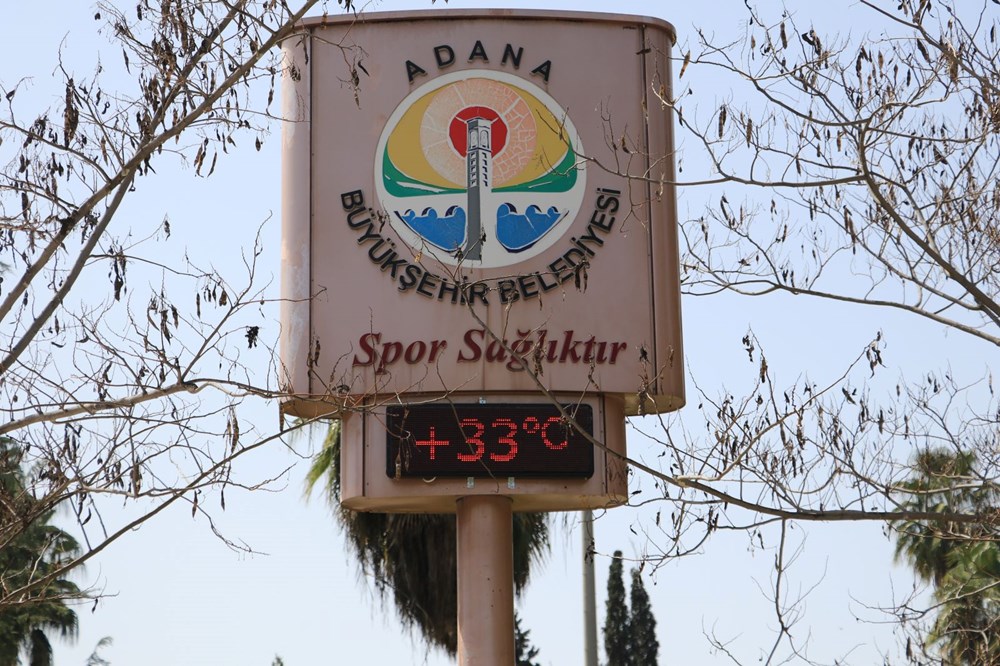 ADANA
BÜYÜKŞEHİR BELEDİYESİ
Spor Sağlıktır
+33°C